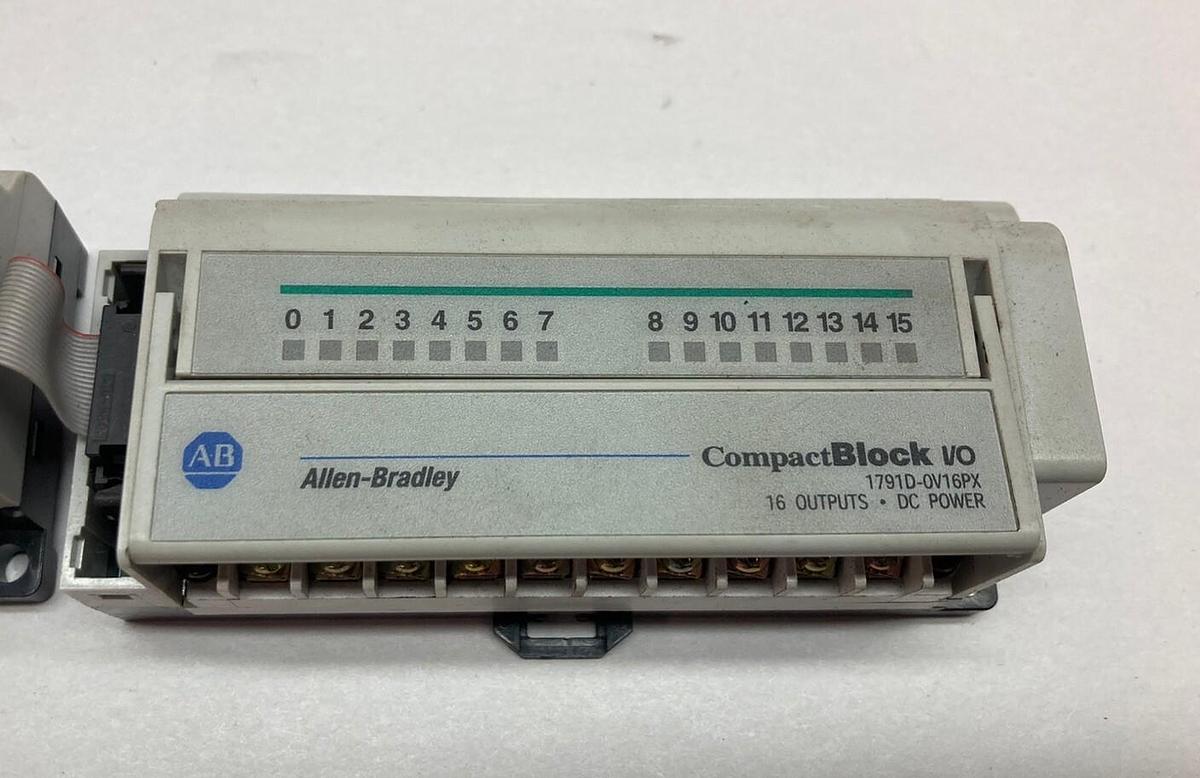 0 1 2 3 4 5 6 7 8 9 10 11 12 13 14 15
AB
Allen-Bradley
CompactBlock I/O
1791D-0V16PX
16 OUTPUTS • DC POWER